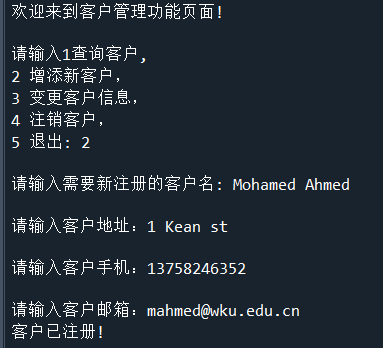 欢迎来到客户管理功能页面!
请输入1查询客户,
2 增添新客户,
3 变更客户信息,
4 注销客户,
5 退出: 2
请输入需要新注册的客户名: Mohamed Ahmed
请输入客户地址: 1 Kean st
请输入客户手机: 13758246352
请输入客户邮箱: mahmed@wku.edu.cn
客户已注册!